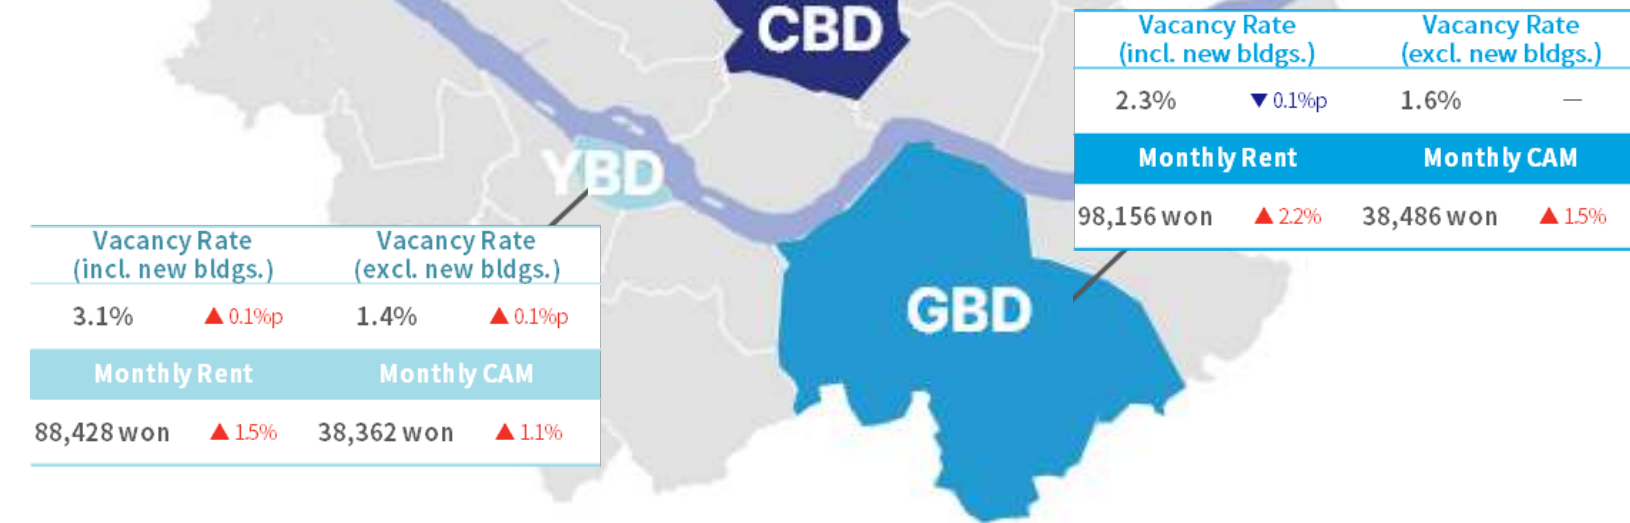 CBD
Vacancy Rate Vacancy Rate
(incl. new bldgs.) (excl. new bldgs.)
2.3% ▼ 0.1%p 1.6% —
Monthly Rent Monthly CAM
98,156 won ▲ 2.2% 38,486 won ▲ 1.5%
YBD
Vacancy Rate Vacancy Rate
(incl. new bldgs.) (excl. new bldgs.)
3.1% ▲ 0.1%p 1.4% ▲ 0.1%p
Monthly Rent Monthly CAM
88,428 won ▲ 1.5% 38,362 won ▲ 1.1%
GBD